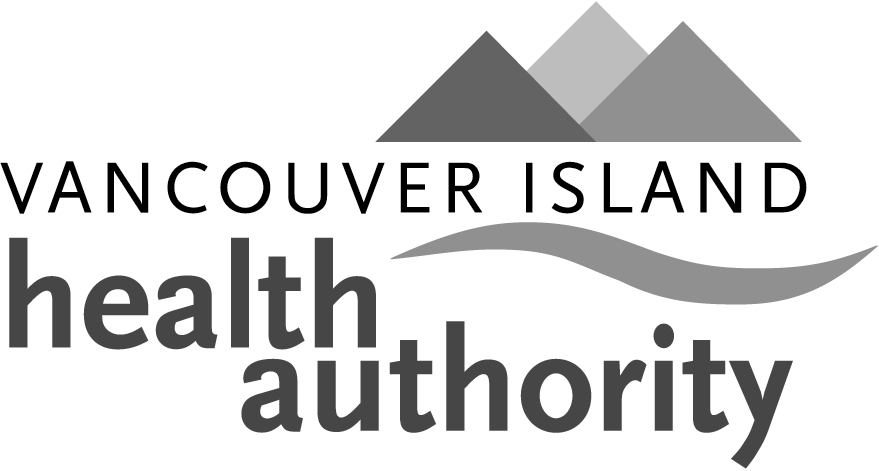 VANCOUVER ISLAND
health
authority